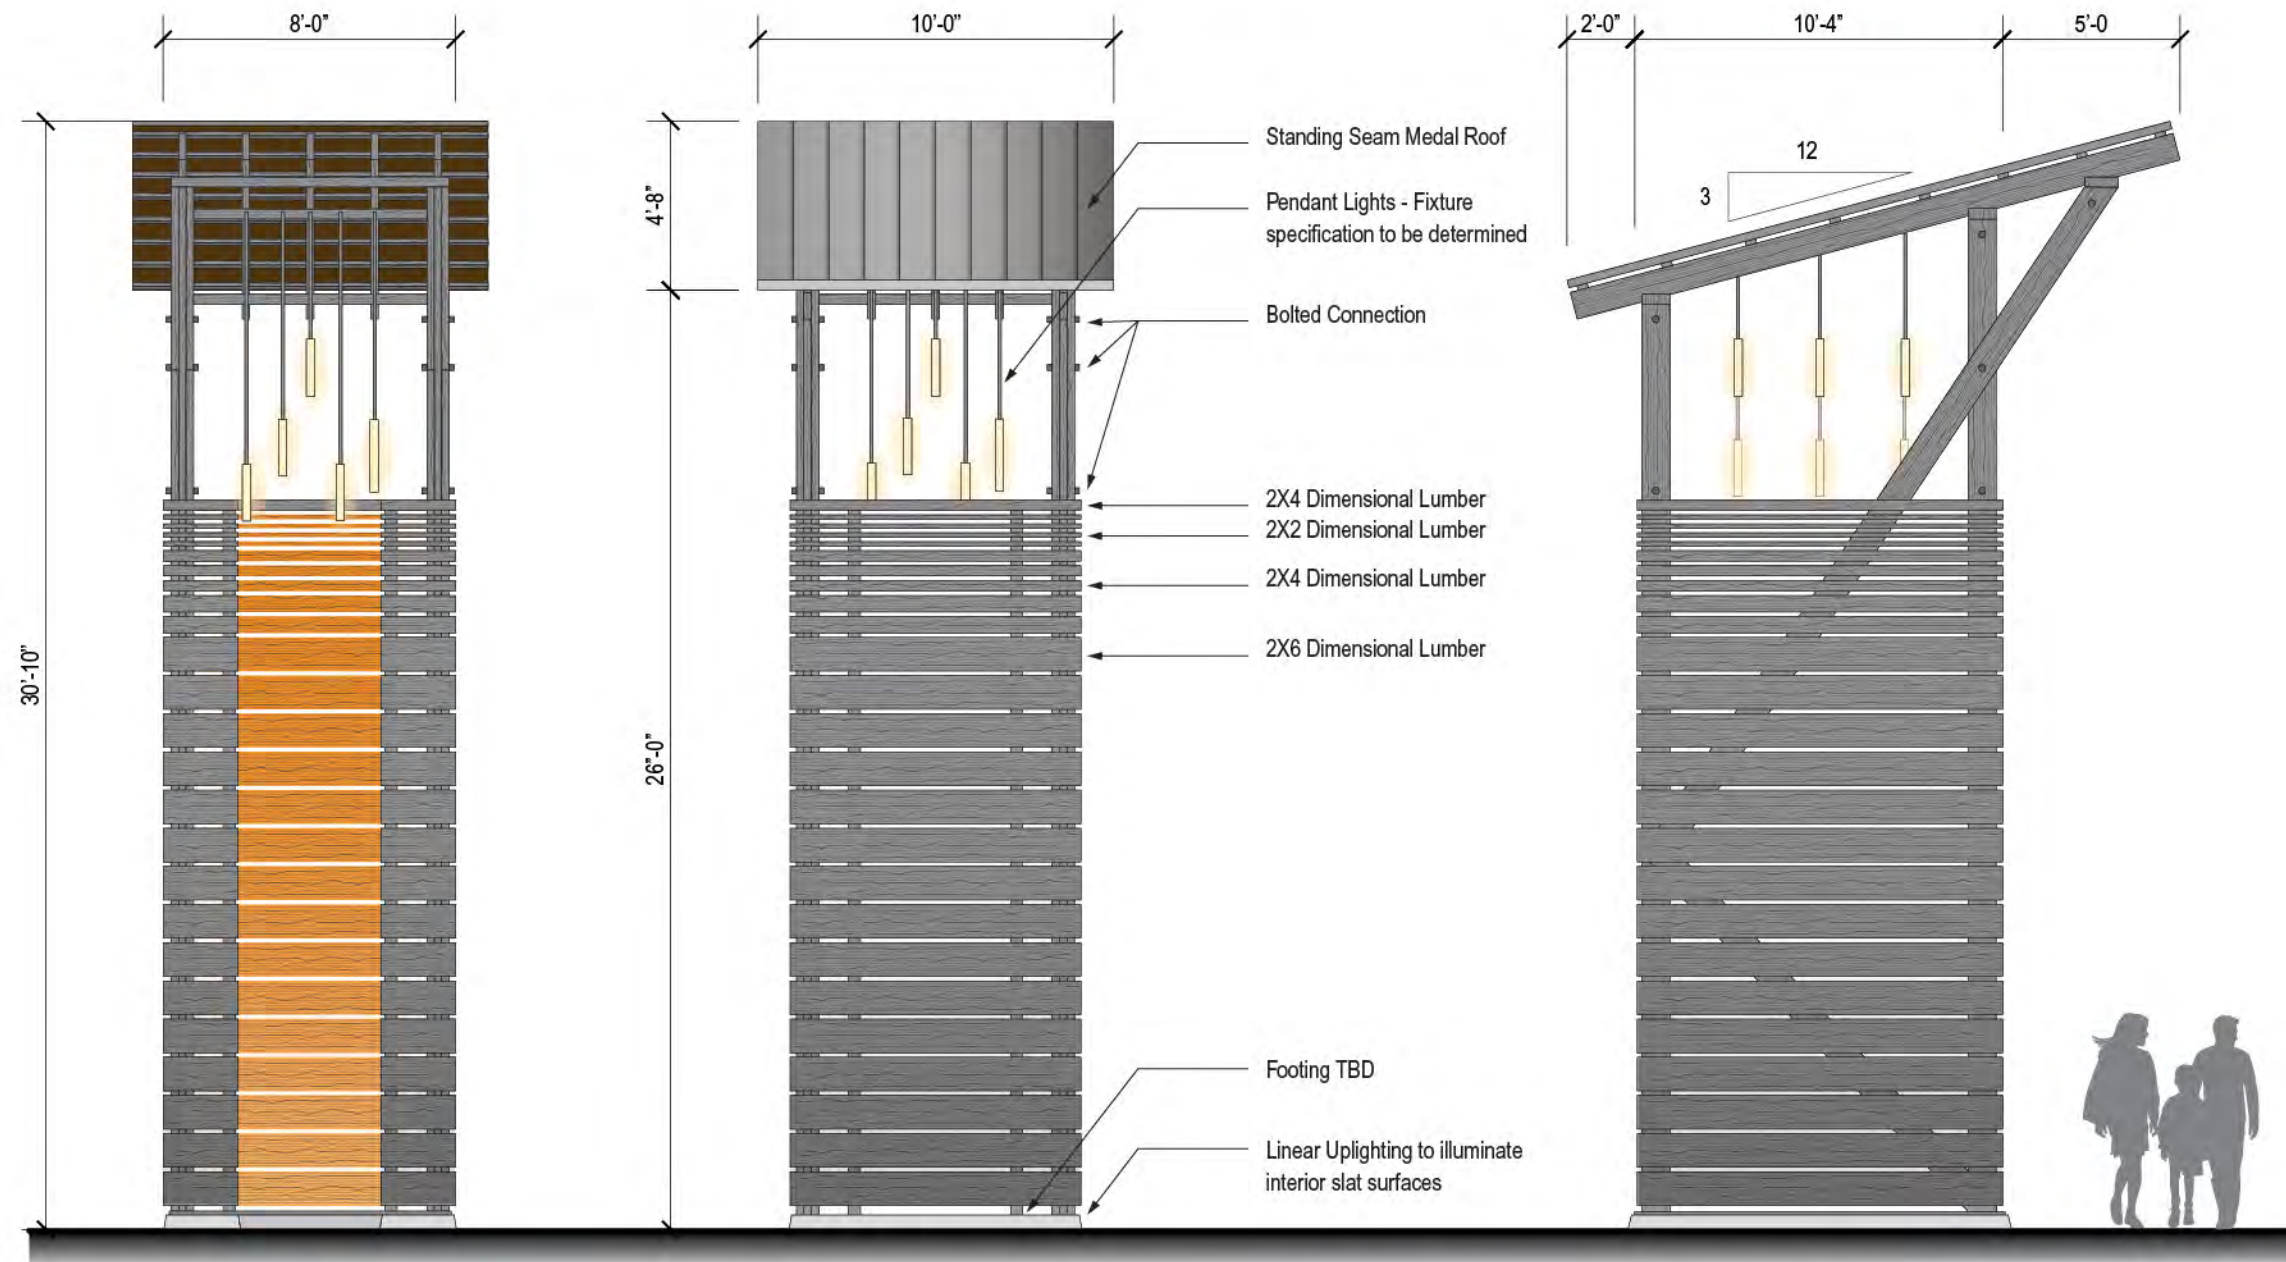 8'-0”
10'-0”
2'-0”
10'-4”
5'-0
Standing Seam Medal Roof
12
3
4'-8”
Pendant Lights - Fixture
specification to be determined
Bolted Connection
2X4 Dimensional Lumber
2X2 Dimensional Lumber
2X4 Dimensional Lumber
2X6 Dimensional Lumber
30'-10”
26”-0”
Footing TBD
Linear Uplighting to illuminate
interior slat surfaces